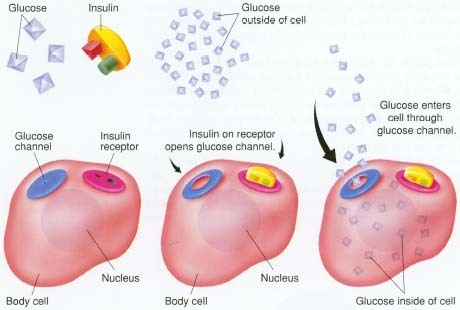 Glucose
Insulin
Glucose
outside of cell
Glucose enters
cell through
glucose channel.
Glucose
channel
Insulin
receptor
Insulin on receptor
opens glucose channel.
Nucleus
Body cell
Nucleus
Body cell
Glucose inside of cell